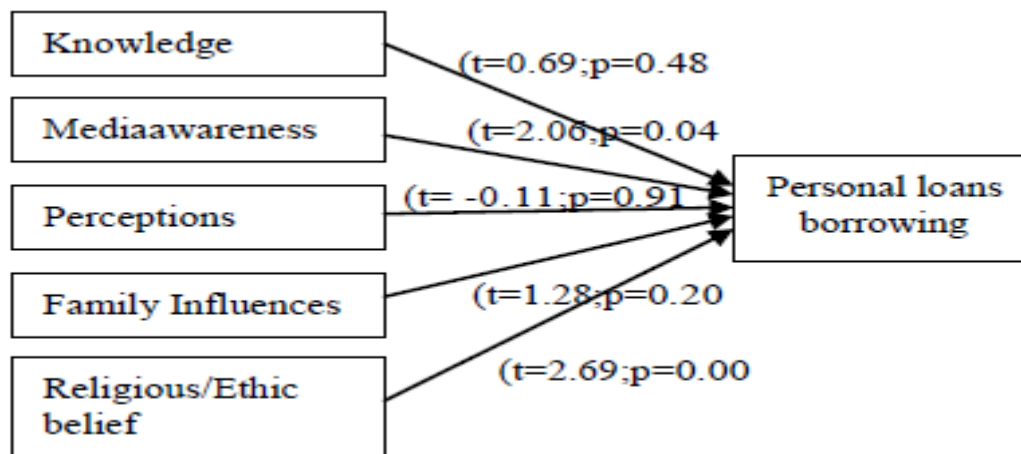 Knowledge
(t=0.69;p=0.48
Mediaawareness
(t=2.06;p=0.04
Perceptions
(t= -0.11;p=0.91
Personal loans
borrowing
Family Influences
(t=1.28;p=0.20
Religious/Ethic
belief
(t=2.69;p=0.00